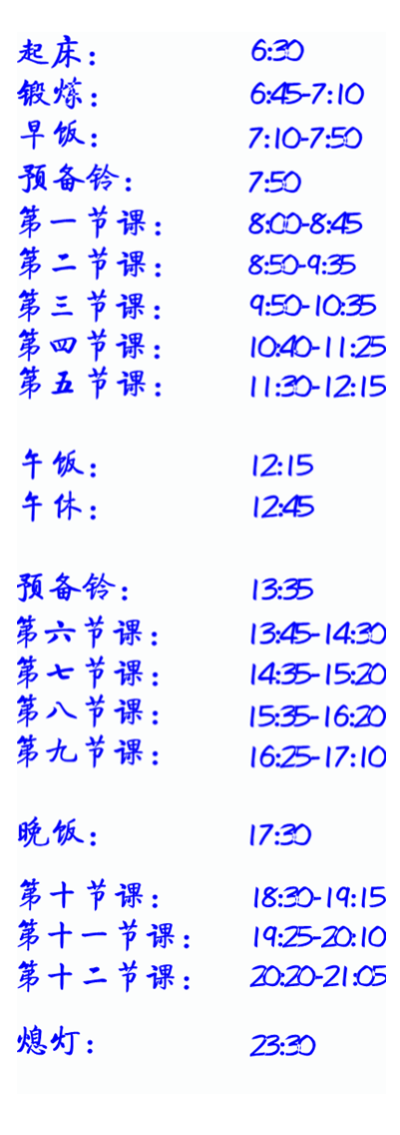 起床： 6:30
锻炼： 6:45-7:10
早饭： 7:10-7:50
预备铃： 7:50
第一节课： 8:00-8:45
第二节课： 8:50-9:35
第三节课： 9:50-10:35
第四节课： 10:40-11:25
第五节课： 11:30-12:15
午饭： 12:15
午休： 12:45
预备铃： 13:35
第六节课： 13:45-14:30
第七节课： 14:35-15:20
第八节课： 15:35-16:20
第九节课： 16:25-17:10
晚饭： 17:30
第十节课： 18:30-19:15
第十一节课： 19:25-20:10
第十二节课： 20:20-21:05
熄灯： 23:30